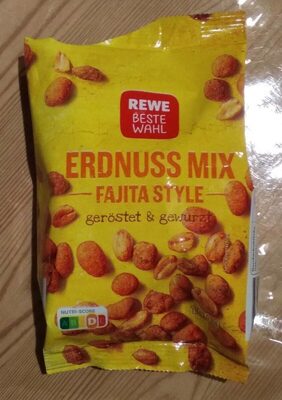 REWE
BESTE
WAHL
ERDNUSS MIX
FAJITA STYLE
geröstet & gewürzt
NUTRI-SCORE
D